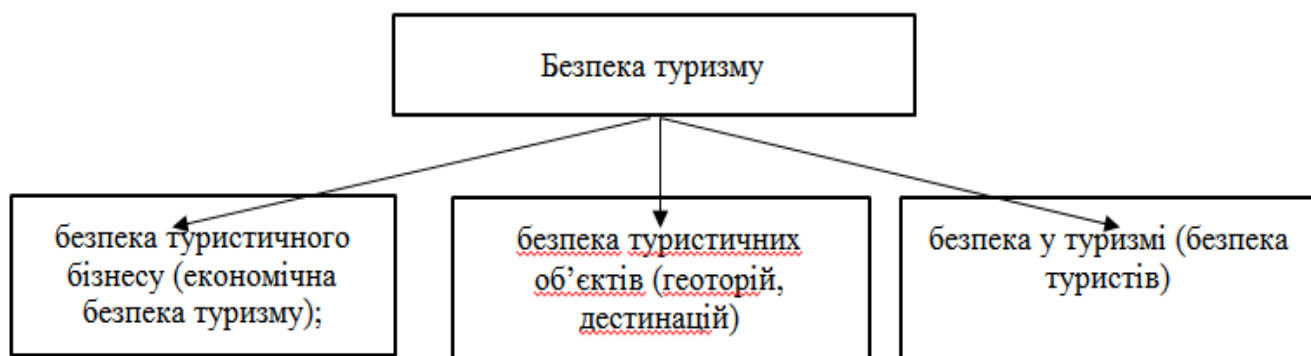 Безпека туризму
безпека туристичного
бізнесу (економічна
безпека туризму);
безпека туристичних
об’єктів (геоторій,
дестинацій)
безпека у туризмі (безпека
туристів)